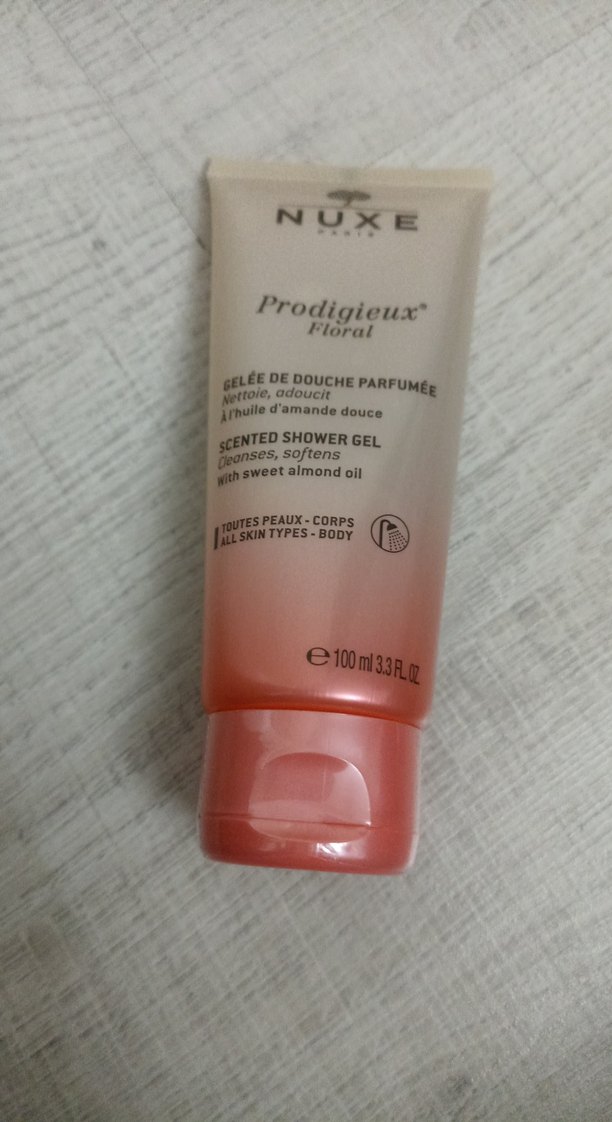 NUXE
PARIS
Prodigieux®
Floral
GELÉE DE DOUCHE PARFUMÉE
Nettoie, adoucit
À l'huile d'amande douce
SCENTED SHOWER GEL
Cleanses, softens
With sweet almond oil
TOUTES PEAUX - CORPS
ALL SKIN TYPES - BODY
℮ 100 ml 3.3 FL. OZ.